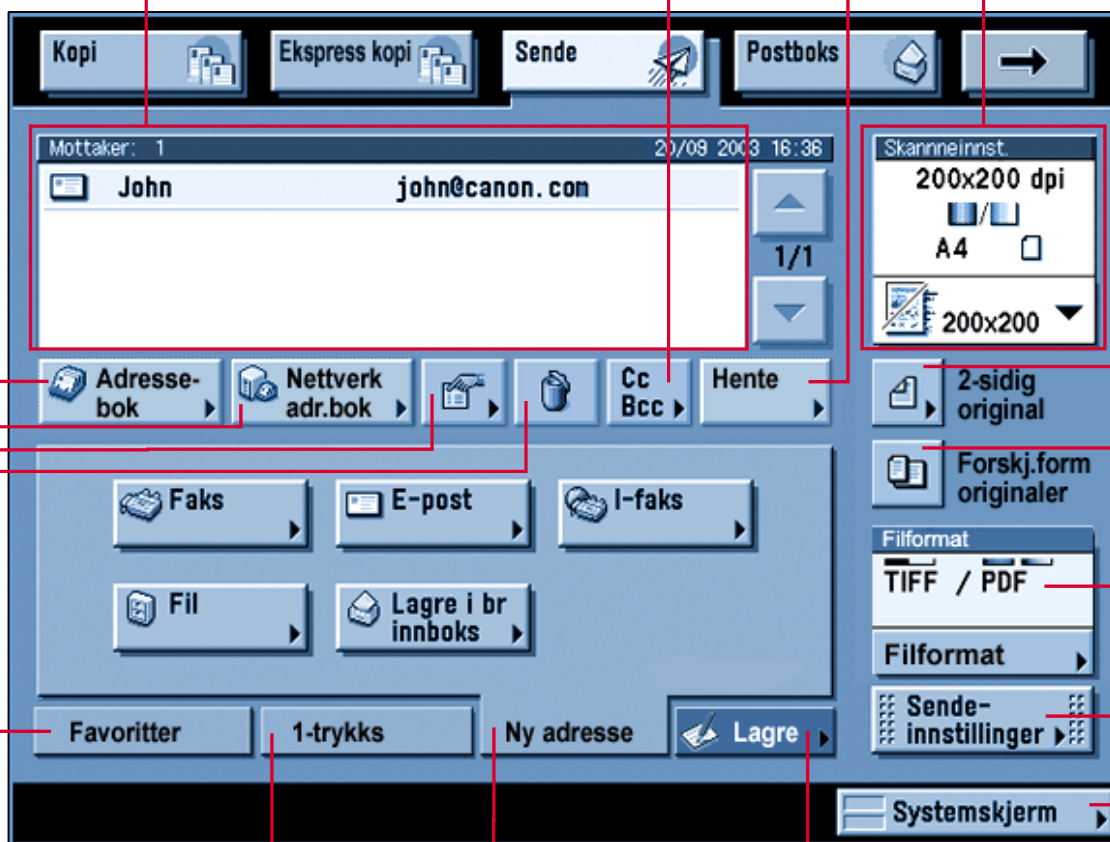 Kopi
Ekspress kopi
Sende
Postboks
Mottaker: 1 20/09 2003 16:36
John john@canon.com
1/1
Skannneinnst.
200x200 dpi
/
A4
200x200
Adresse-
bok
Nettverk
adr.bok
Cc
Bcc
Hente
2-sidig
original
Forskj.form
originaler
Faks
E-post
I-faks
Fil
Lagre i br
innboks
Filformat
TIFF / PDF
Filformat
Sende-
innstillinger
Favoritter
1-trykks
Ny adresse
Lagre
Systemskjerm